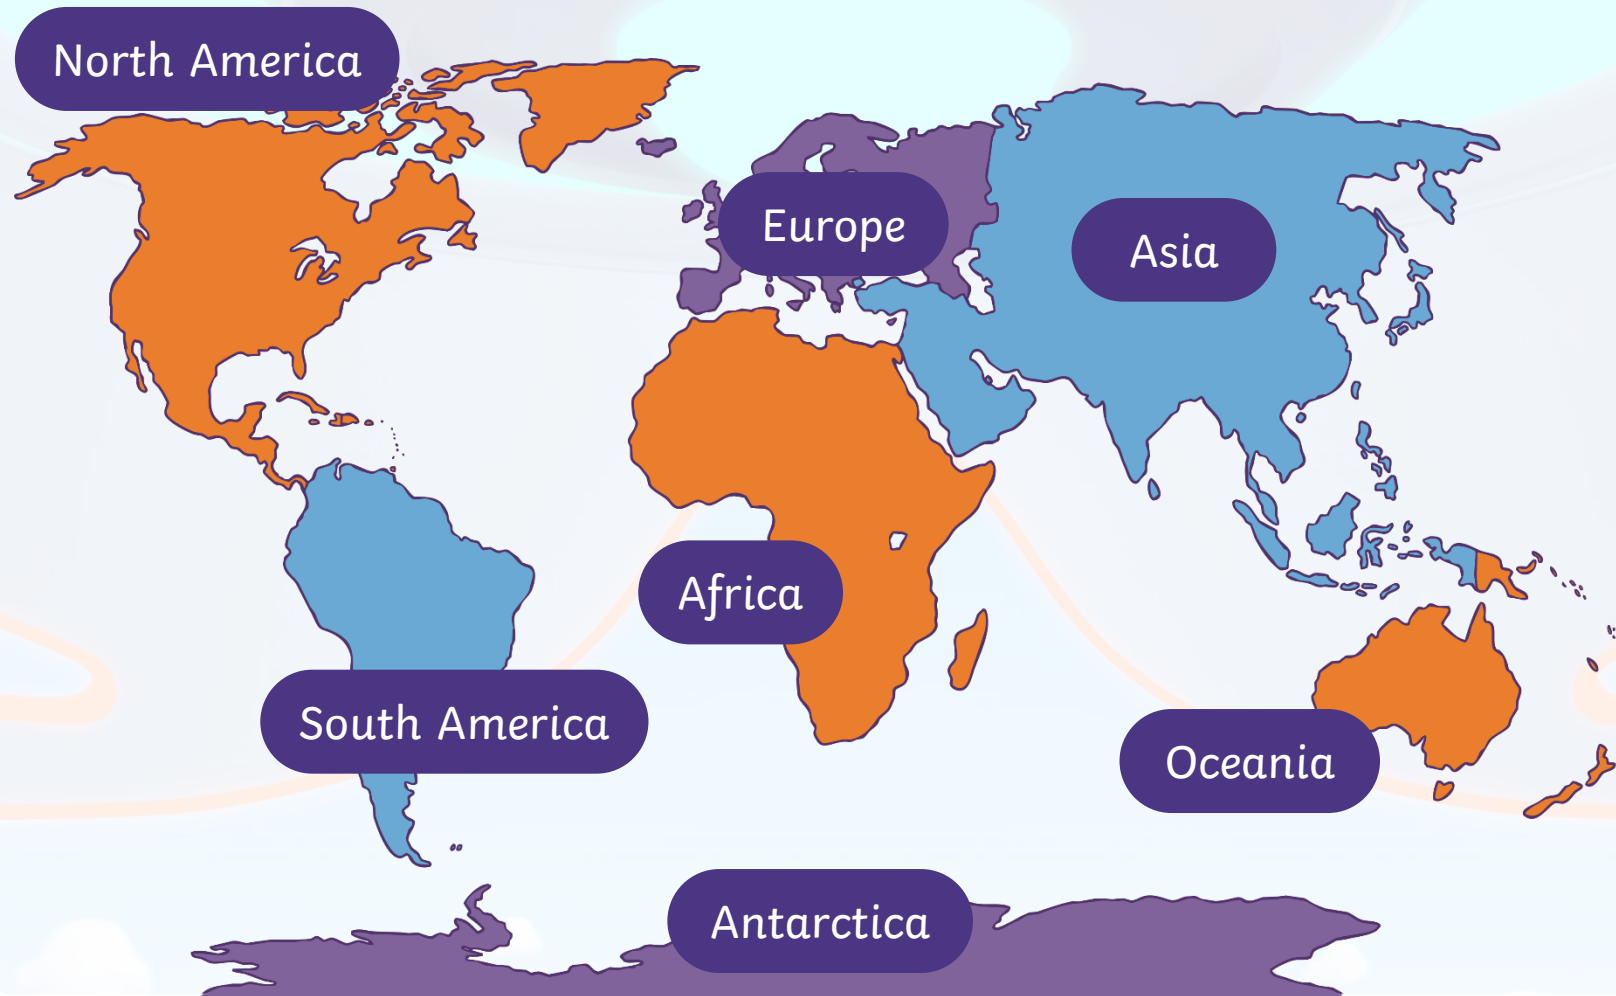 North America
Europe
Asia
Africa
South America
Oceania
Antarctica